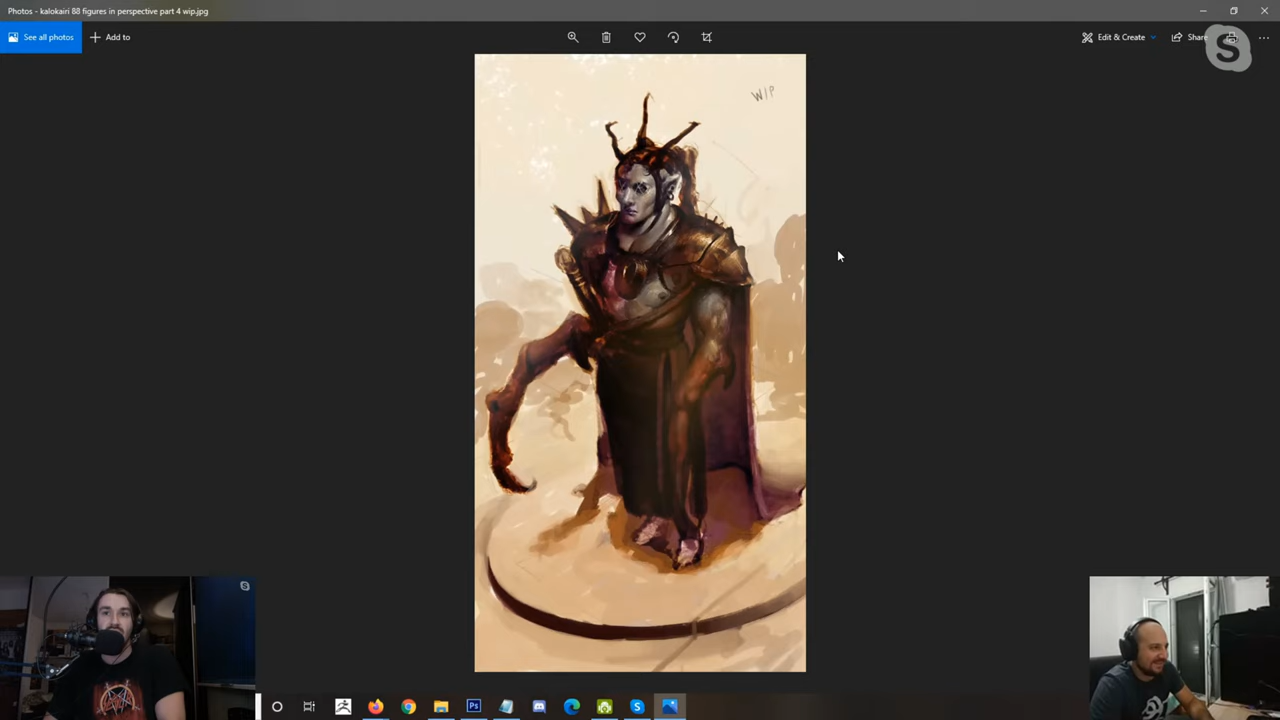 Photos - kalokairi 88 figures in perspective part 4 wip.jpg
See all photos
Add to
Edit & Create
Share
S
WIP
Ps
S